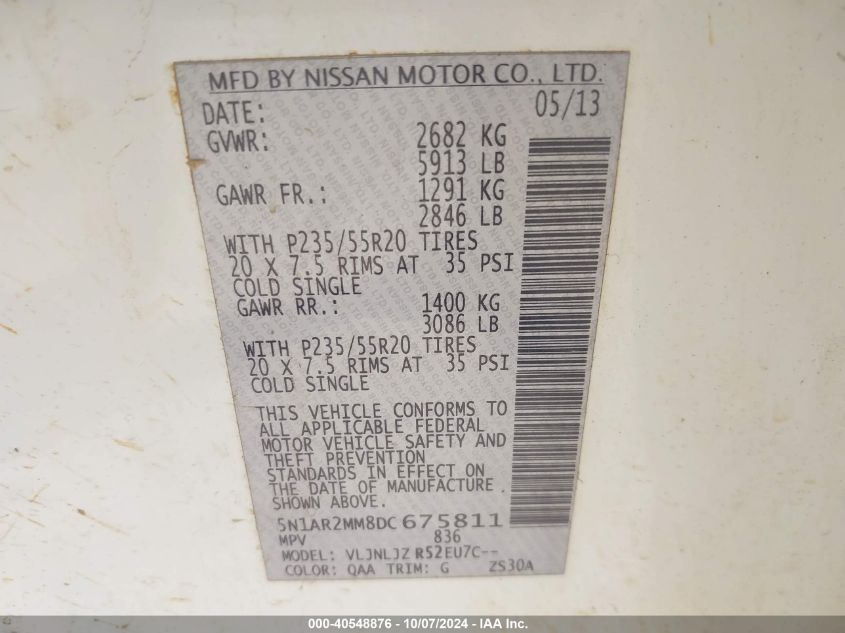 MFD BY NISSAN MOTOR CO., LTD.
DATE: 05/13
GVWR: 2682 KG
5913 LB
GAWR FR.: 1291 KG
2846 LB
WITH P235/55R20 TIRES
20 X 7.5 RIMS AT 35 PSI
COLD SINGLE
GAWR RR.: 1400 KG
3086 LB
WITH P235/55R20 TIRES
20 X 7.5 RIMS AT 35 PSI
COLD SINGLE
THIS VEHICLE CONFORMS TO
ALL APPLICABLE FEDERAL
MOTOR VEHICLE SAFETY AND
THEFT PREVENTION
STANDARDS IN EFFECT ON
THE DATE OF MANUFACTURE
SHOWN ABOVE.
5N1AR2MM8DC675811
MPV 836
MODEL: VLJNLJZ R52EU7C--
COLOR: QAA TRIM: G ZS30A
000-40548876 - 10/07/2024 - IAA Inc.